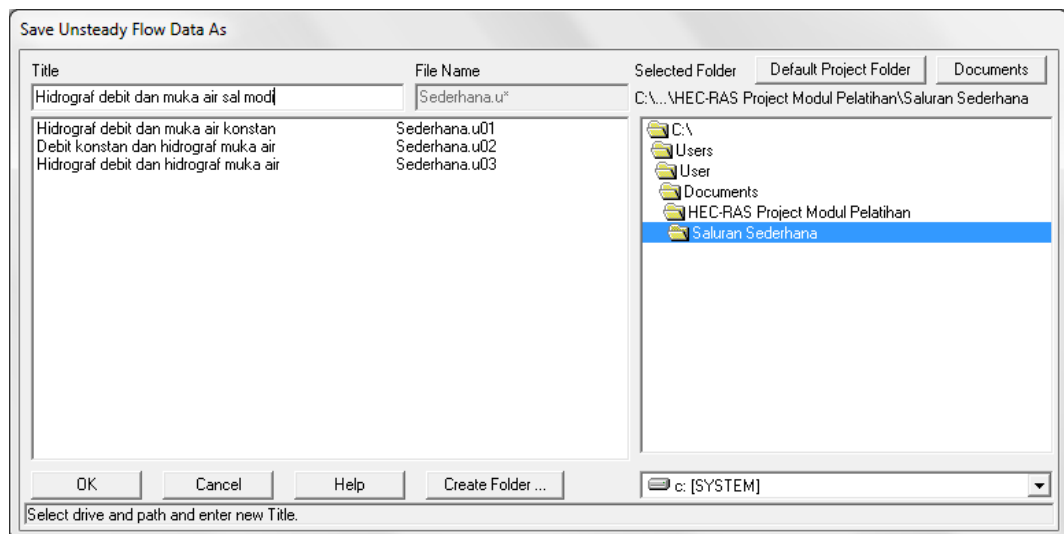 Save Unsteady Flow Data As
Title File Name Selected Folder Default Project Folder Documents
Hidrograf debit dan muka air sal modi Sederhana.u* C:\...\HEC-RAS Project Modul Pelatihan\Saluran Sederhana
Hidrograf debit dan muka air konstan Sederhana.u01
Debit konstan dan hidrograf muka air Sederhana.u02
Hidrograf debit dan hidrograf muka air Sederhana.u03
C:\
Users
User
Documents
HEC-RAS Project Modul Pelatihan
Saluran Sederhana
OK Cancel Help Create Folder ... c: [SYSTEM]
Select drive and path and enter new Title.